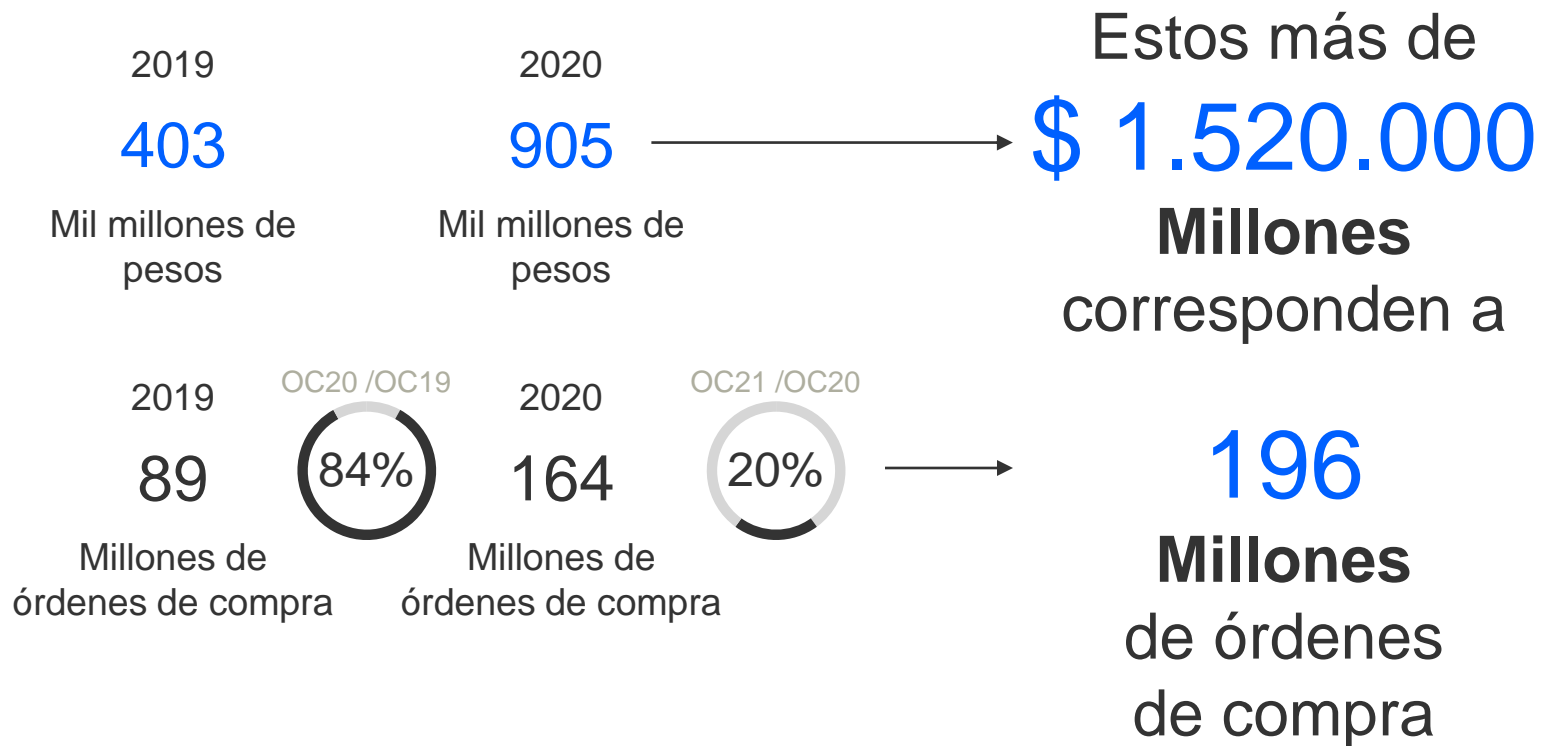 2019
403
Mil millones de
pesos
2020
905
Mil millones de
pesos
Estos más de
$ 1.520.000
Millones
corresponden a
2019
89
Millones de
órdenes de compra
OC20 /OC19
84%
2020
164
Millones de
órdenes de compra
OC21 /OC20
20%
196
Millones
de órdenes
de compra